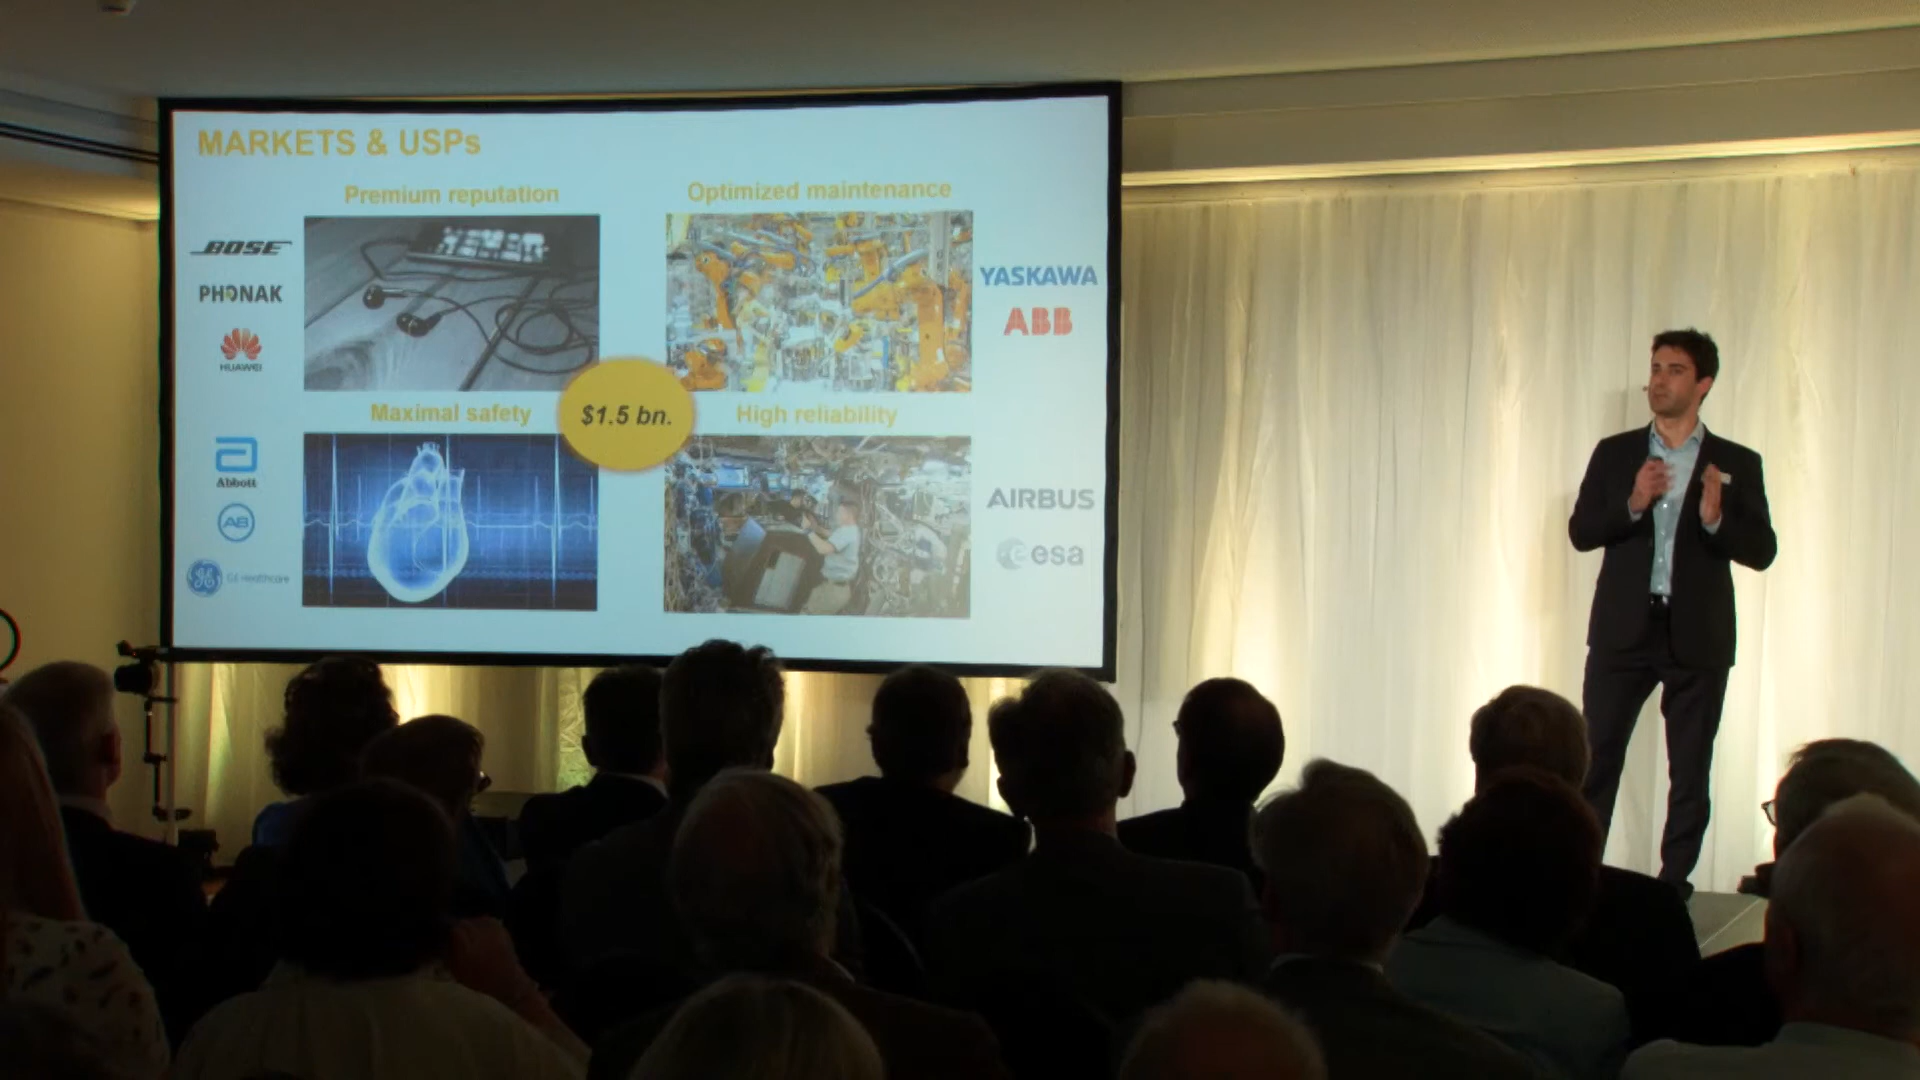 MARKETS & USPs
Premium reputation
Optimized maintenance
BOSE
PHONAK
HUAWEI
YASKAWA
ABB
Maximal safety
$1.5 bn.
High reliability
Abbott
AB
GE Healthcare
AIRBUS
esa